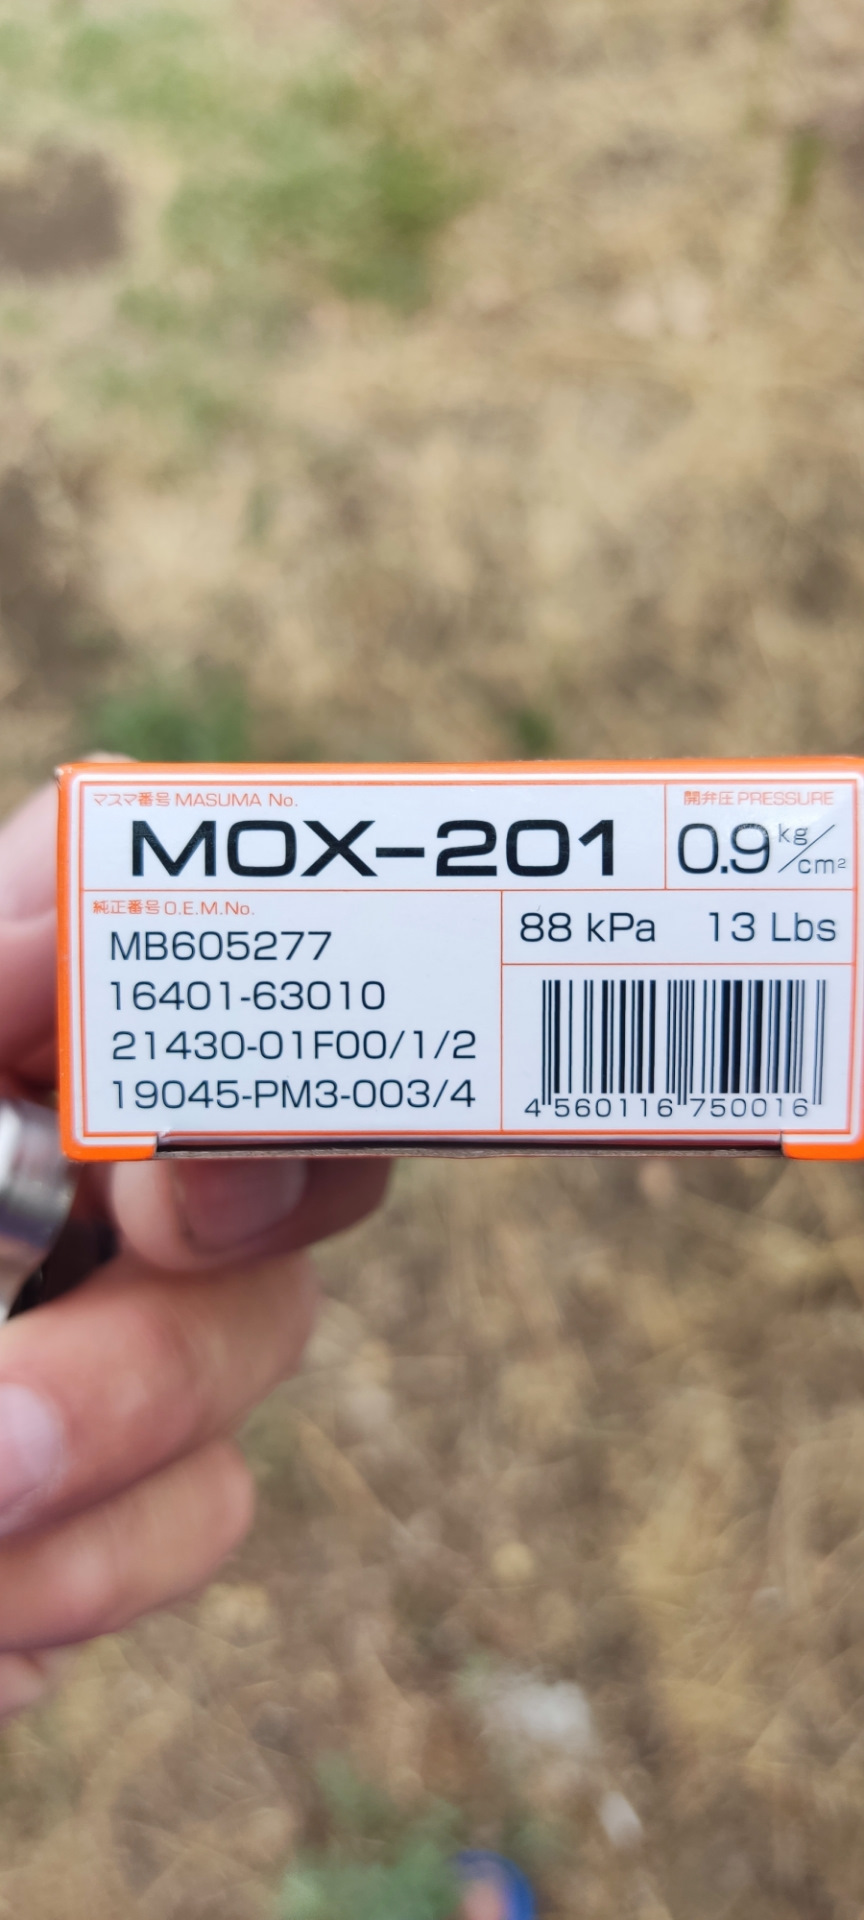 マスマ番号 MASUMA No.
MOX-201
開弁圧 PRESSURE
0.9 kg/cm²
純正番号 O.E.M.No.
MB605277
16401-63010
21430-01F00/1/2
19045-PM3-003/4
88 kPa 13 Lbs
4 560116 750016